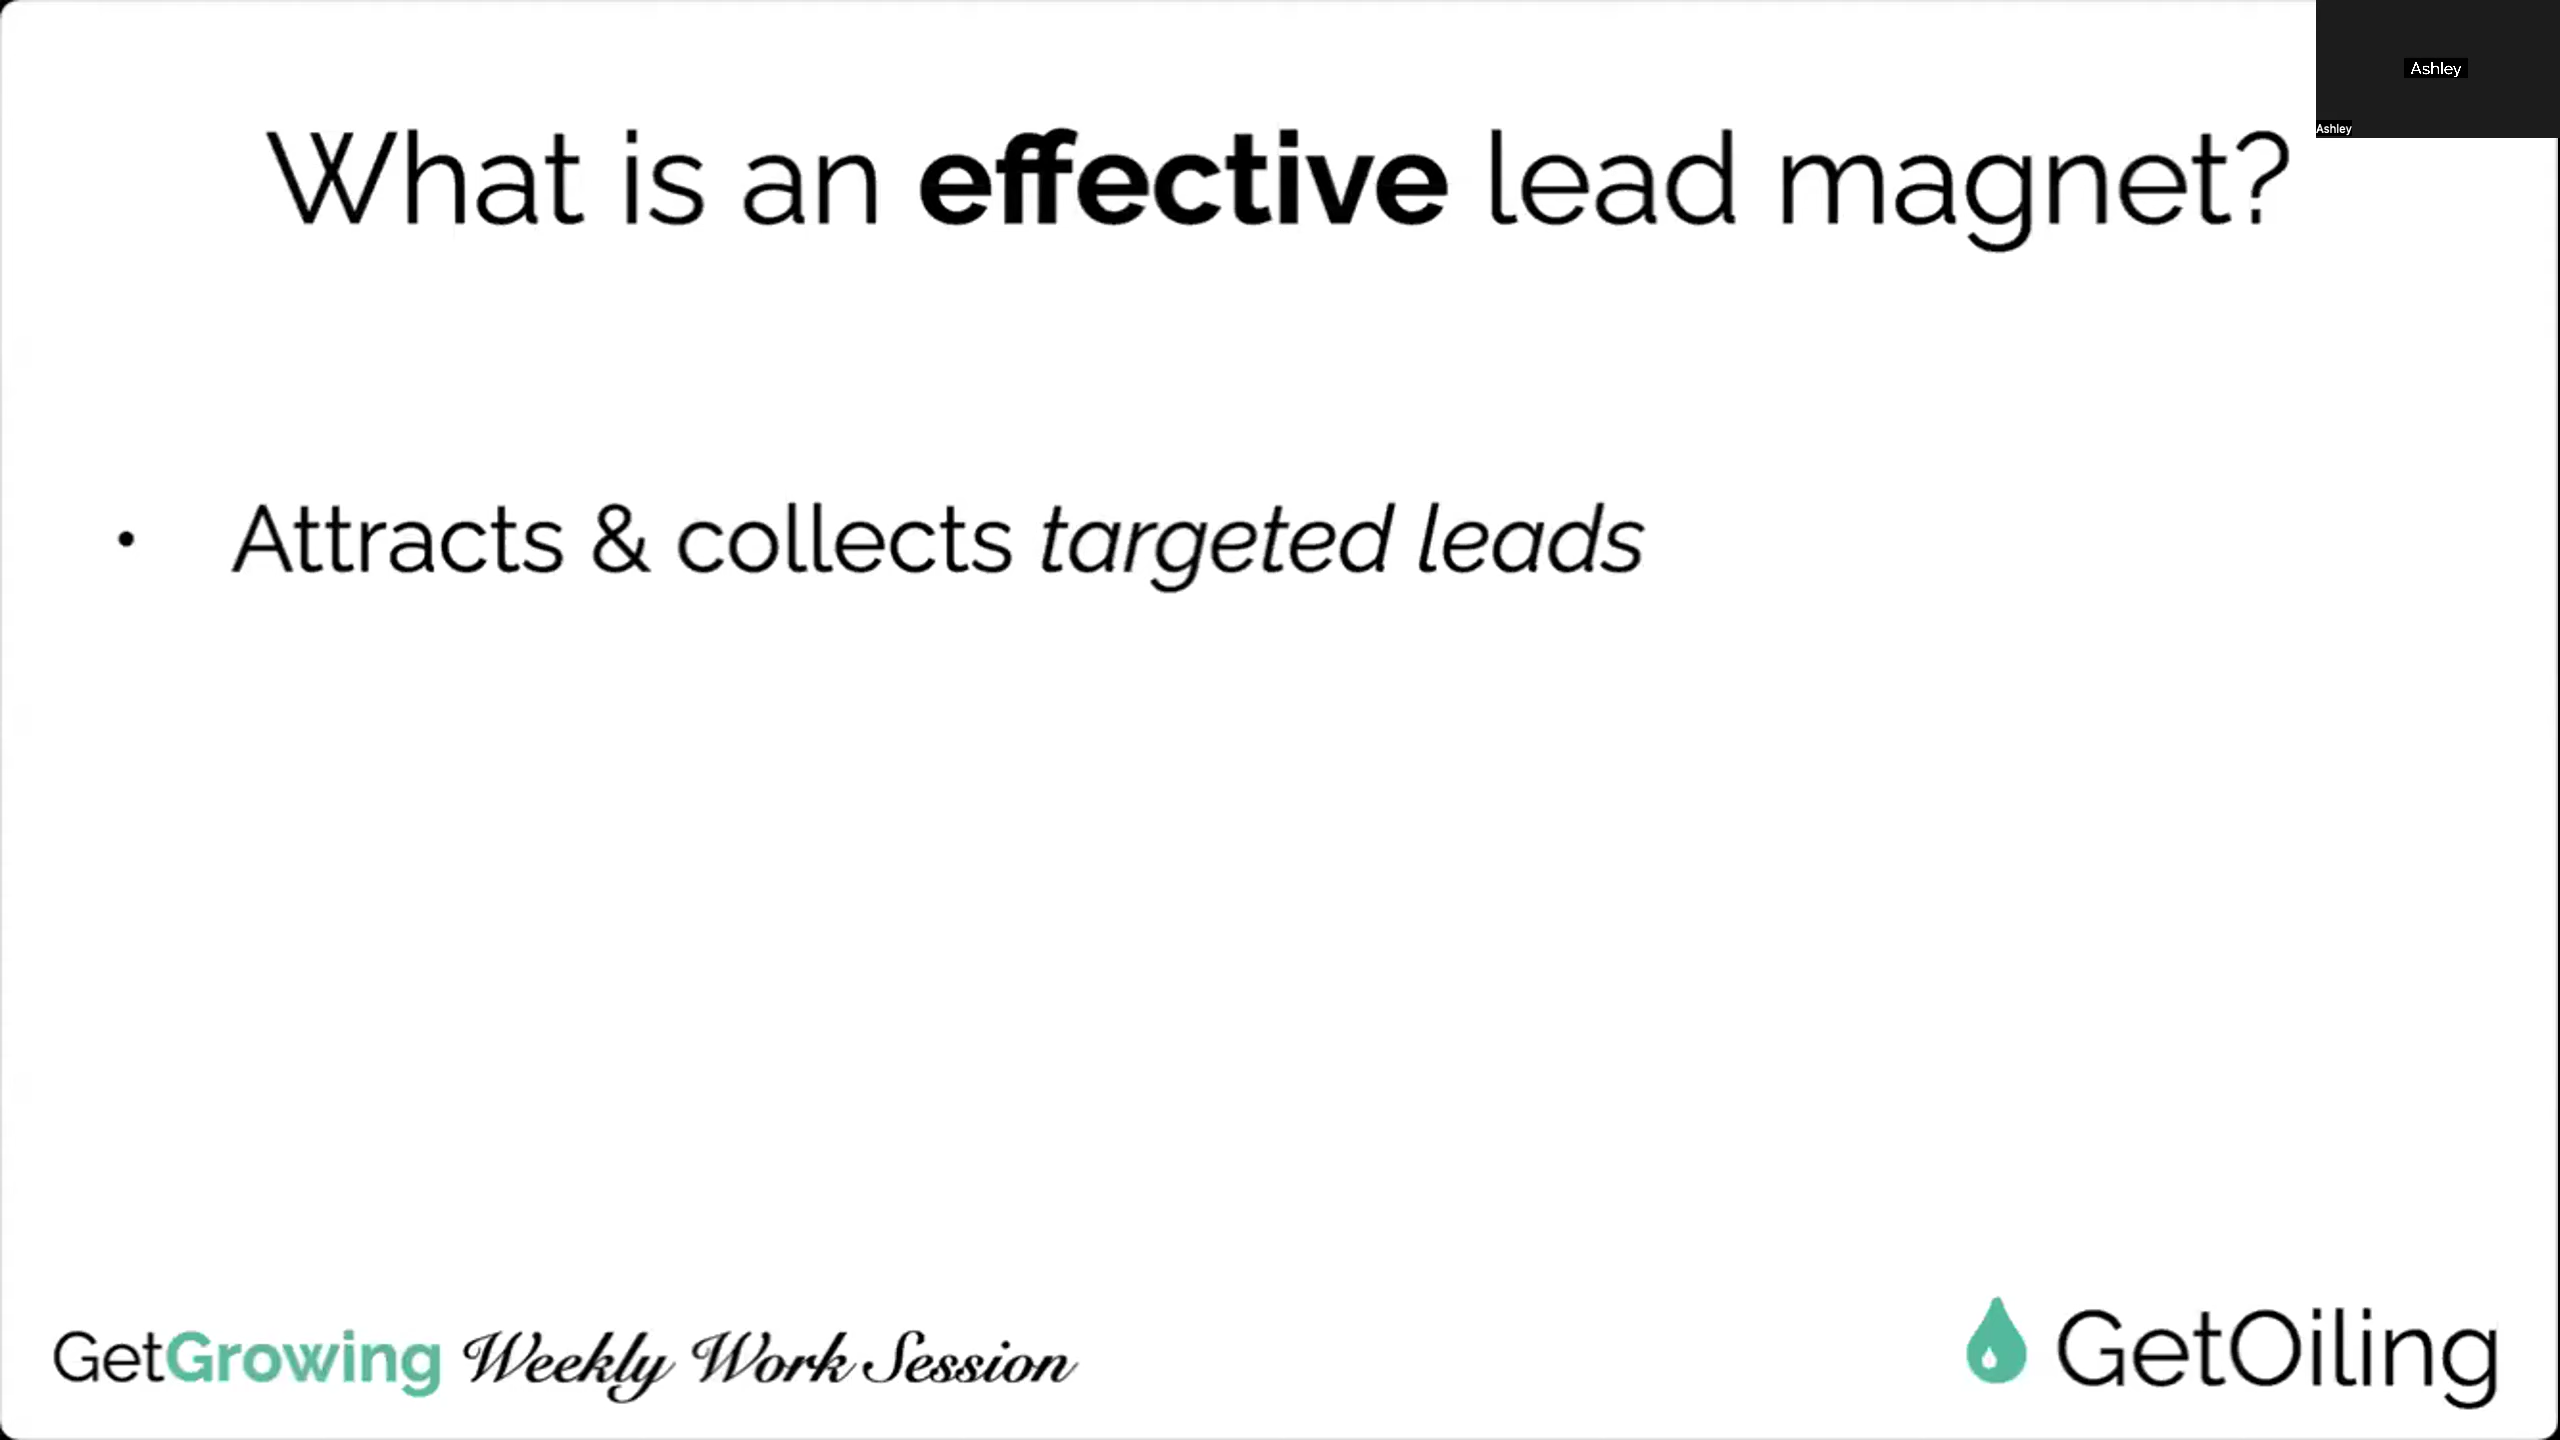 Ashley
Ashley
What is an effective lead magnet?
• Attracts & collects targeted leads
GetGrowing Weekly Work Session
GetOiling